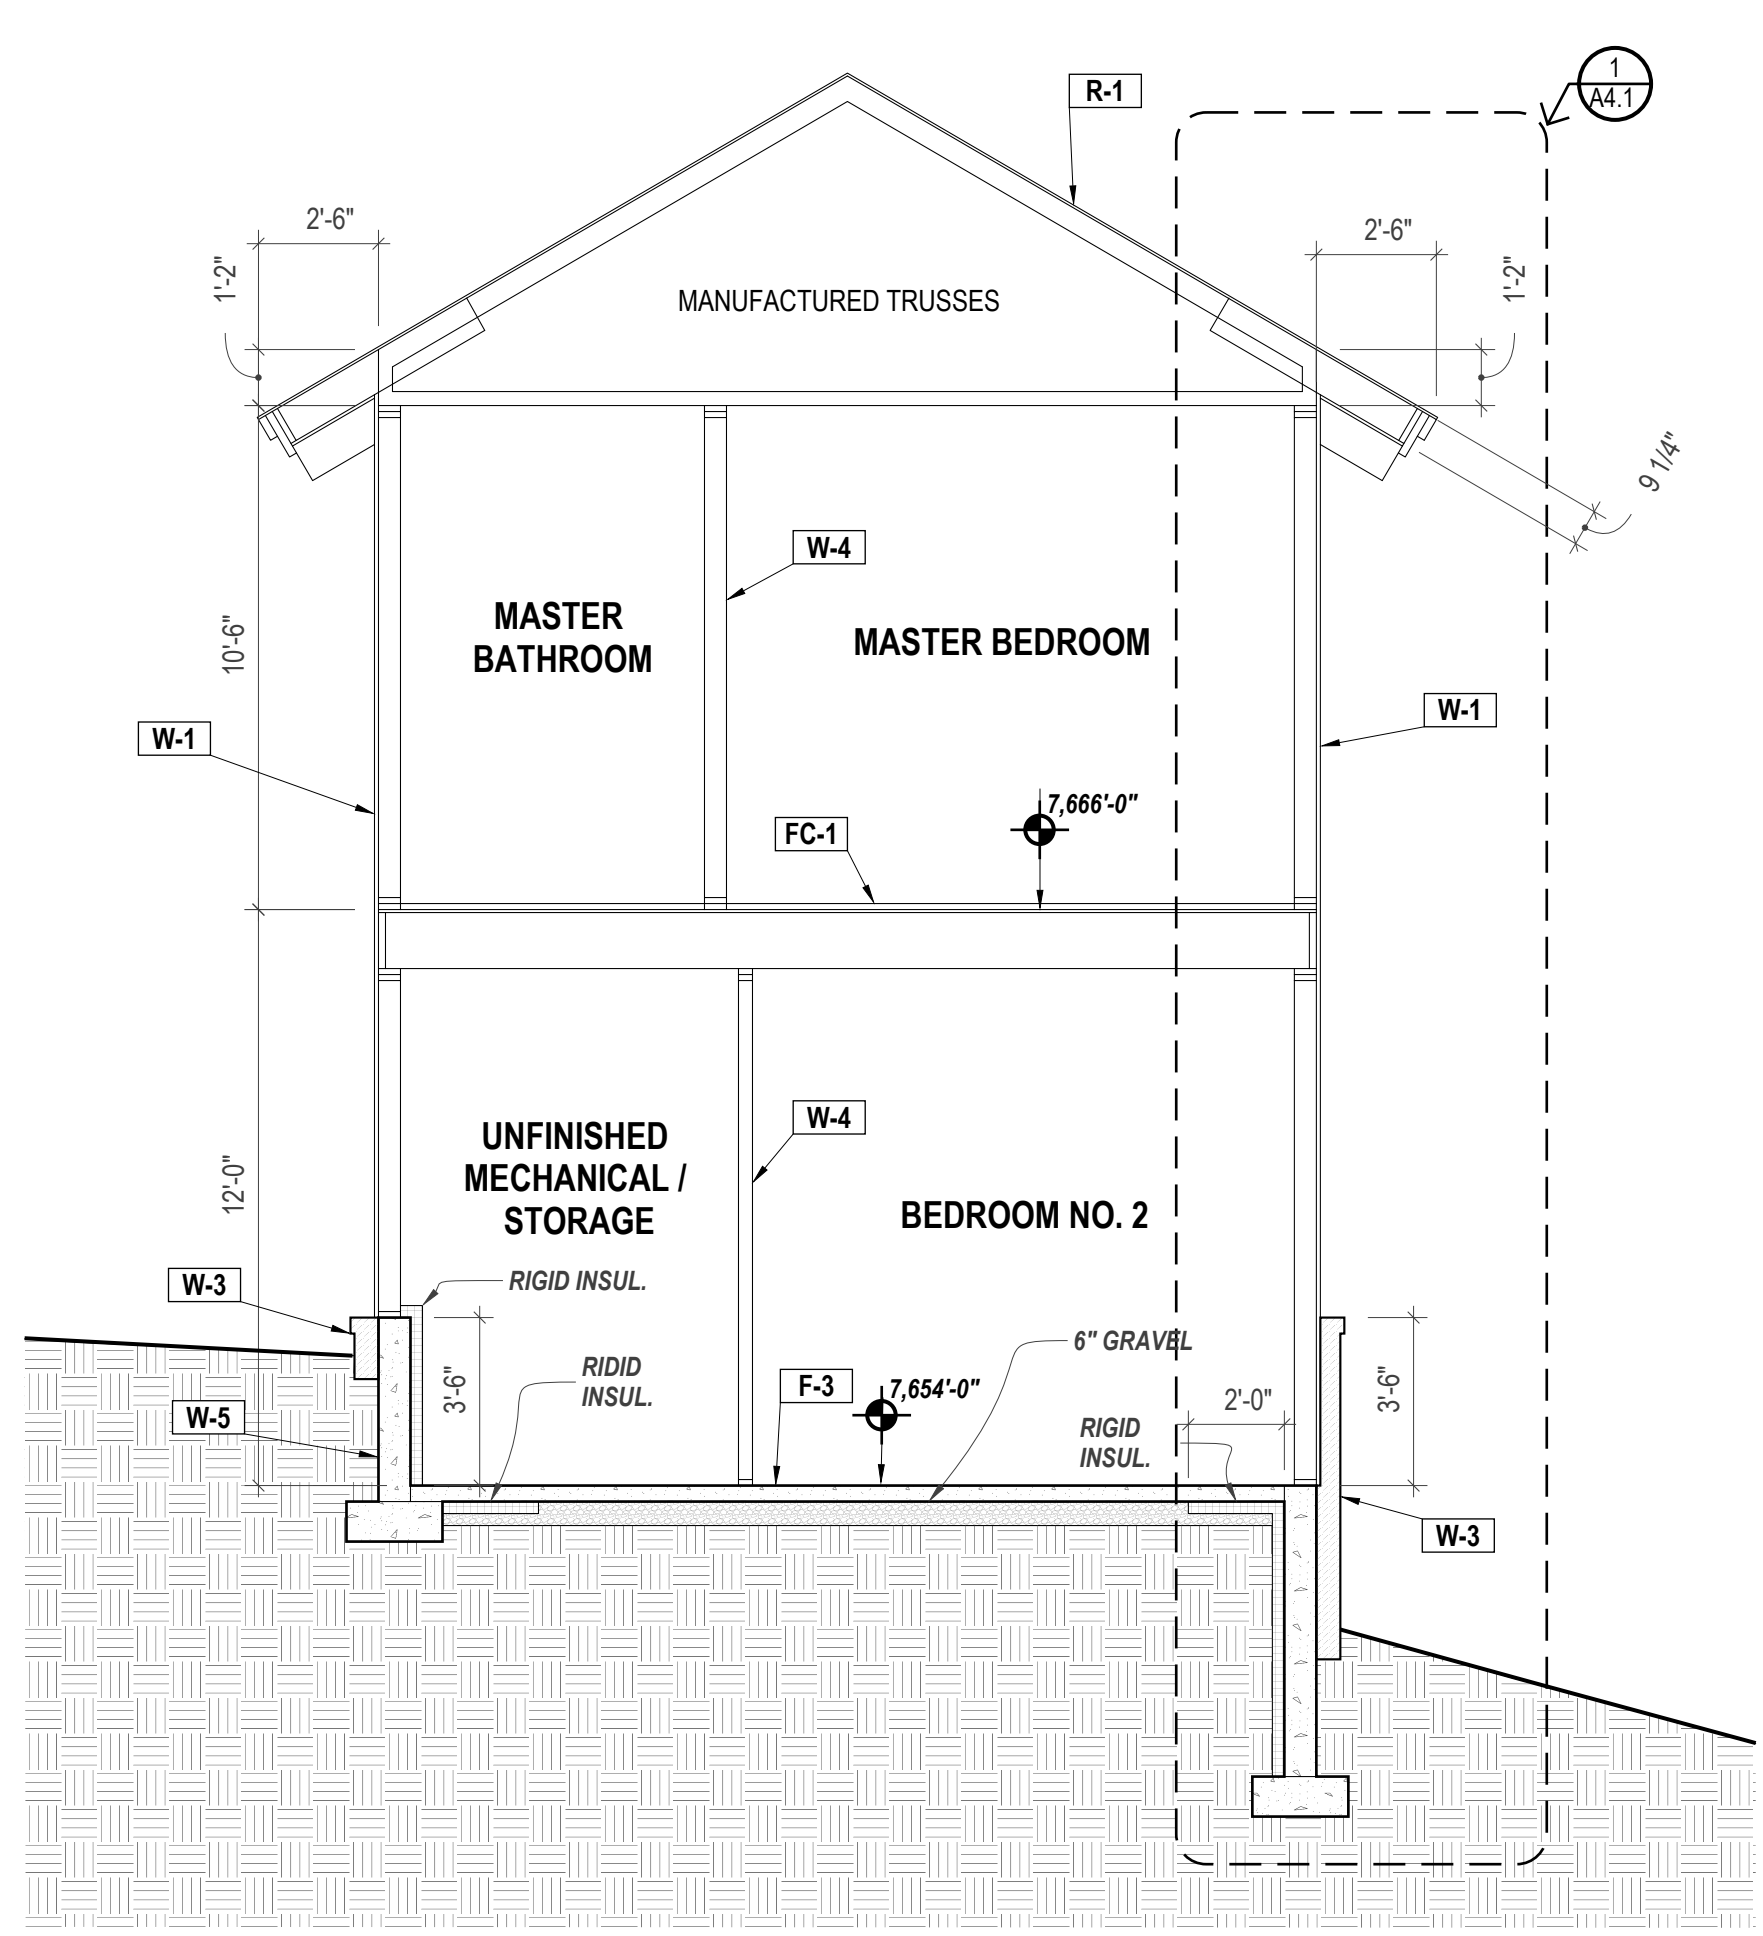 1
A4.1
R-1
2'-6"
2'-6"
1'-2"
1'-2"
MANUFACTURED TRUSSES
9 1/4"
W-4
MASTER
BATHROOM
MASTER BEDROOM
10'-6"
W-1
W-1
7,666'-0"
FC-1
W-4
UNFINISHED
MECHANICAL /
STORAGE
BEDROOM NO. 2
12'-0"
W-3
RIGID INSUL.
6" GRAVEL
RIDID
INSUL.
3'-6"
F-3
7,654'-0"
2'-0"
3'-6"
W-5
RIGID
INSUL.
W-3